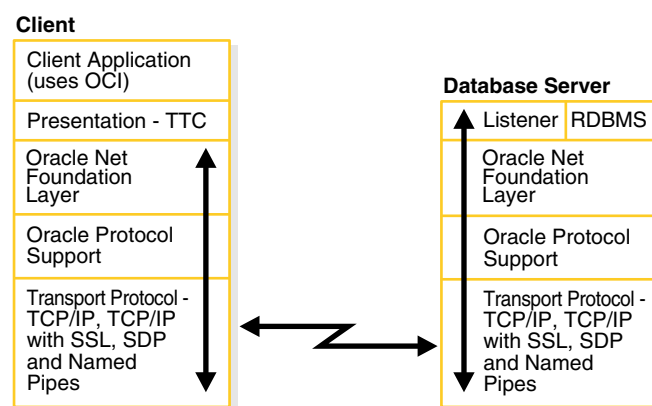 Client
Client Application
(uses OCI)
Presentation - TTC
Oracle Net
Foundation
Layer
Oracle Protocol
Support
Transport Protocol -
TCP/IP, TCP/IP
with SSL, SDP
and Named
Pipes
Database Server
Listener
RDBMS
Oracle Net
Foundation
Layer
Oracle Protocol
Support
Transport Protocol -
TCP/IP, TCP/IP
with SSL, SDP
and Named
Pipes